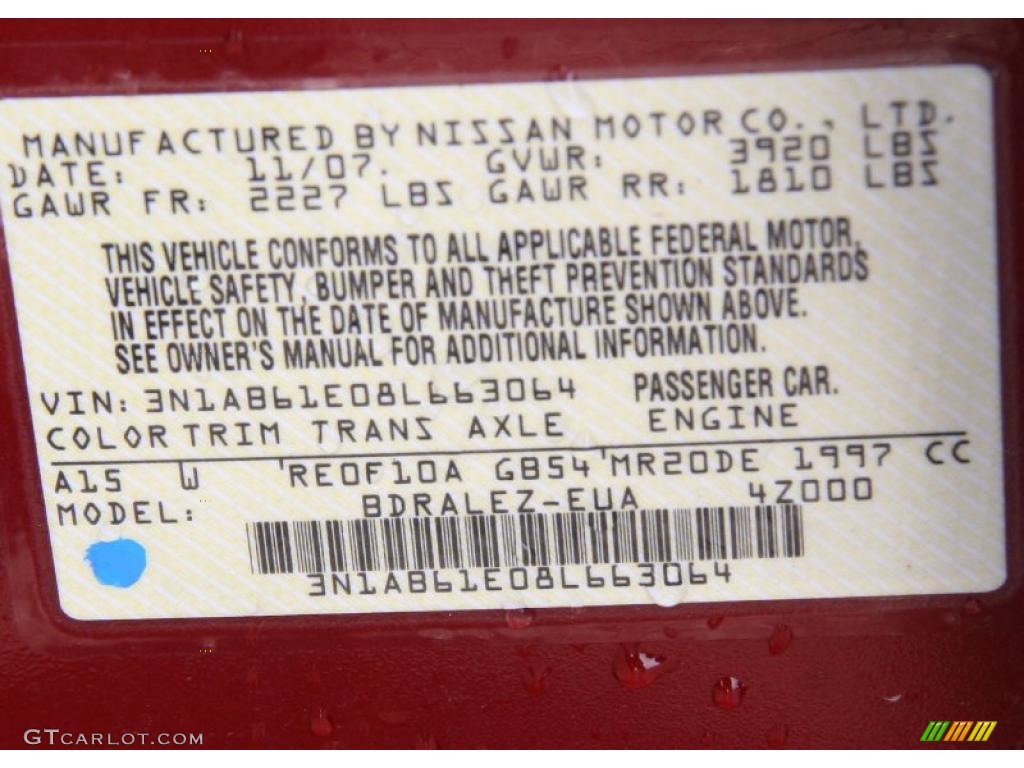 MANUFACTURED BY NISSAN MOTOR CO., LTD.
DATE: 11/07. GVWR: 3920 LBS
GAWR FR: 2227 LBS GAWR RR: 1810 LBS
THIS VEHICLE CONFORMS TO ALL APPLICABLE FEDERAL MOTOR,
VEHICLE SAFETY, BUMPER AND THEFT PREVENTION STANDARDS
IN EFFECT ON THE DATE OF MANUFACTURE SHOWN ABOVE.
SEE OWNER'S MANUAL FOR ADDITIONAL INFORMATION.
VIN: 3N1AB61E08L663064 PASSENGER CAR.
COLOR TRIM TRANS AXLE ENGINE
A15 W 'RE0F10A GB54'MR20DE 1997 CC
MODEL: BDRALEZ-EUA 4Z000
3N1AB61E08L663064
GTCARLOT.COM